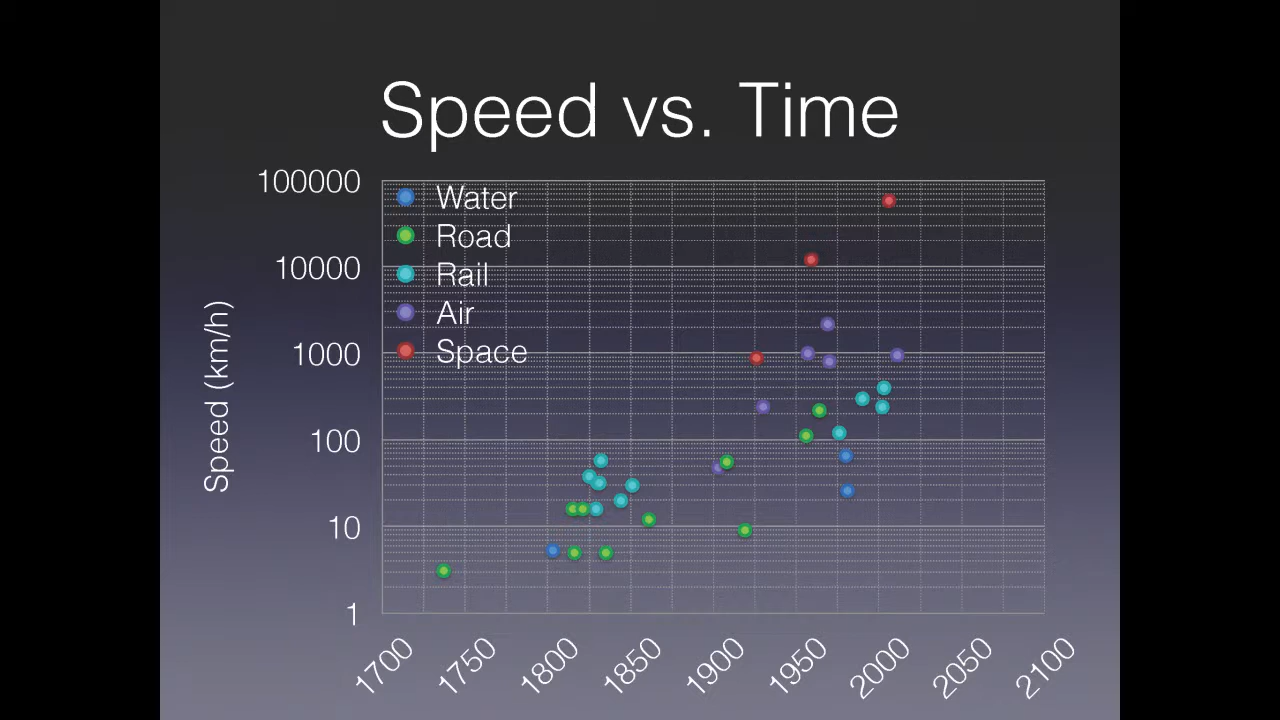 Speed vs. Time
100000
10000
1000
100
10
1
Speed (km/h)
Water
Road
Rail
Air
Space
1700
1750
1800
1850
1900
1950
2000
2050
2100